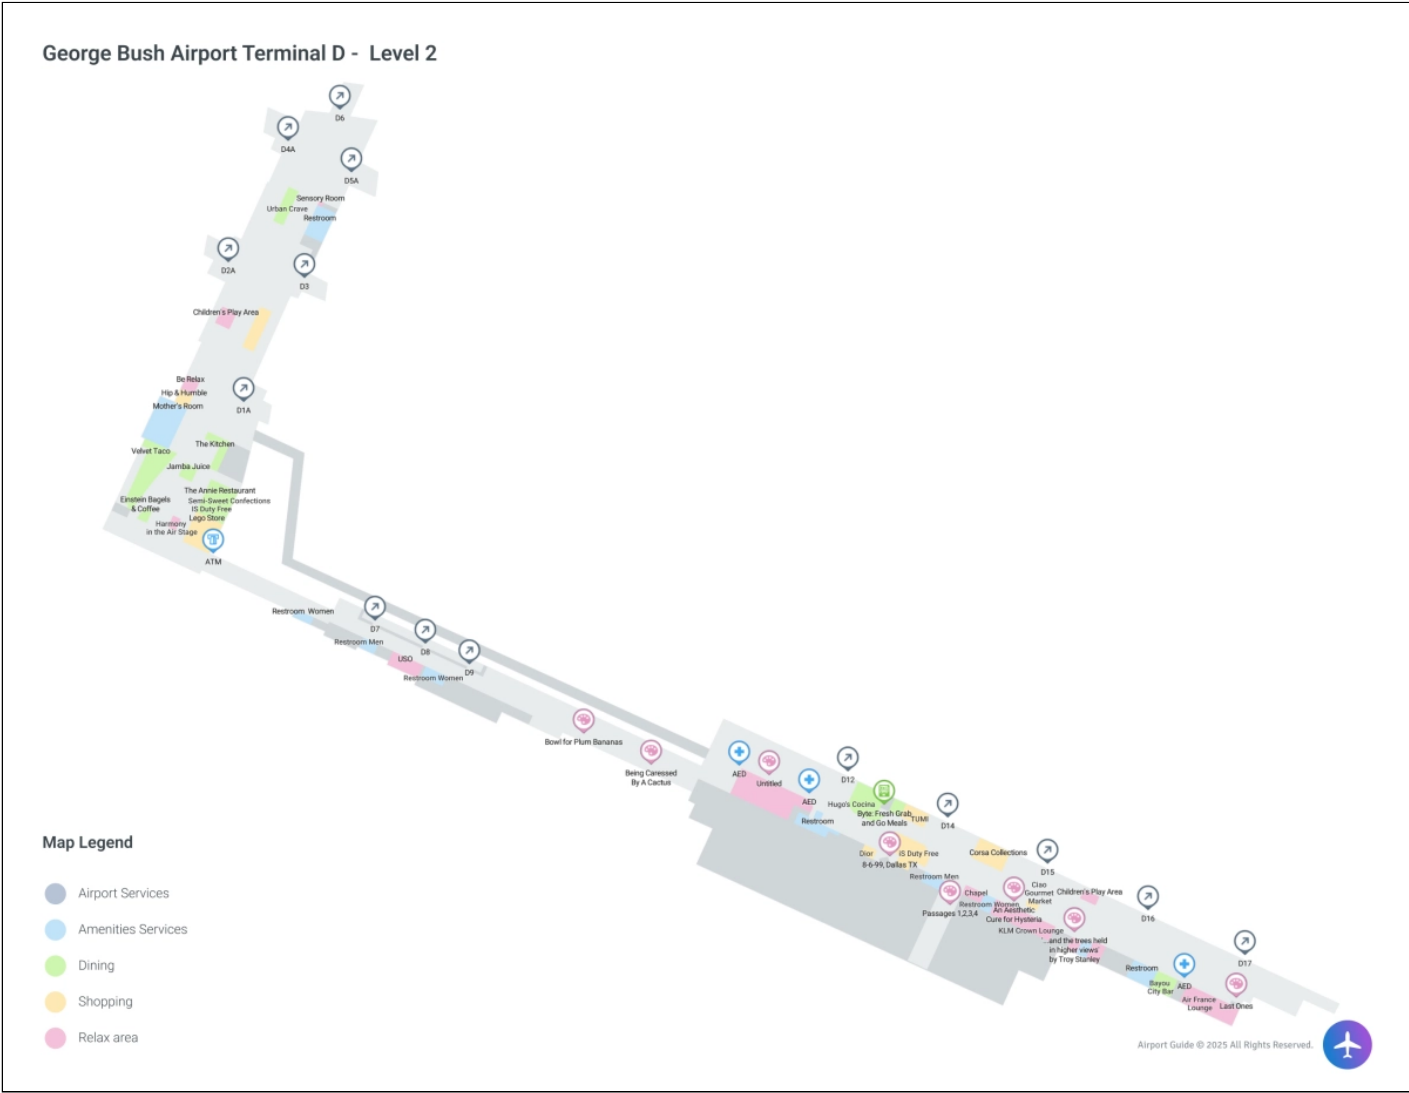 George Bush Airport Terminal D - Level 2
D6
D4A
D5A
Sensory Room
Urban Crave
Restroom
D2A
D3
Children's Play Area
Be Relax
Hip & Humble
D1A
Mother's Room
The Kitchen
Velvet Taco
Jamba Juice
The Annie Restaurant
Einstein Bagels
& Coffee
Semi-Sweet Confections
IS Duty Free
Lego Store
Harmony
in the Air Stage
ATM
Restroom Women
D7
Restroom Men
D8
USO
D9
Restroom Women
Bowl for Plum Bananas
Being Caressed
By A Cactus
AED
Untitled
D12
AED
Hugo's Cocina
Byte: Fresh Grab
and Go Meals
TUMI
Restroom
D14
Dior
IS Duty Free
8-6-99, Dallas TX
Corsa Collections
D15
Restroom Men
Chapel
Ciao
Gourmet
Market
Children's Play Area
Restroom Women
Passages 1,2,3,4
An Aesthetic
Cure for Hysteria
D16
KLM Crown Lounge
'...and the trees held
in higher views'
by Troy Stanley
D17
Restroom
Bayou
City Bar
AED
Air France
Lounge
Last Ones
Map Legend
Airport Services
Amenities Services
Dining
Shopping
Relax area
Airport Guide © 2025 All Rights Reserved.